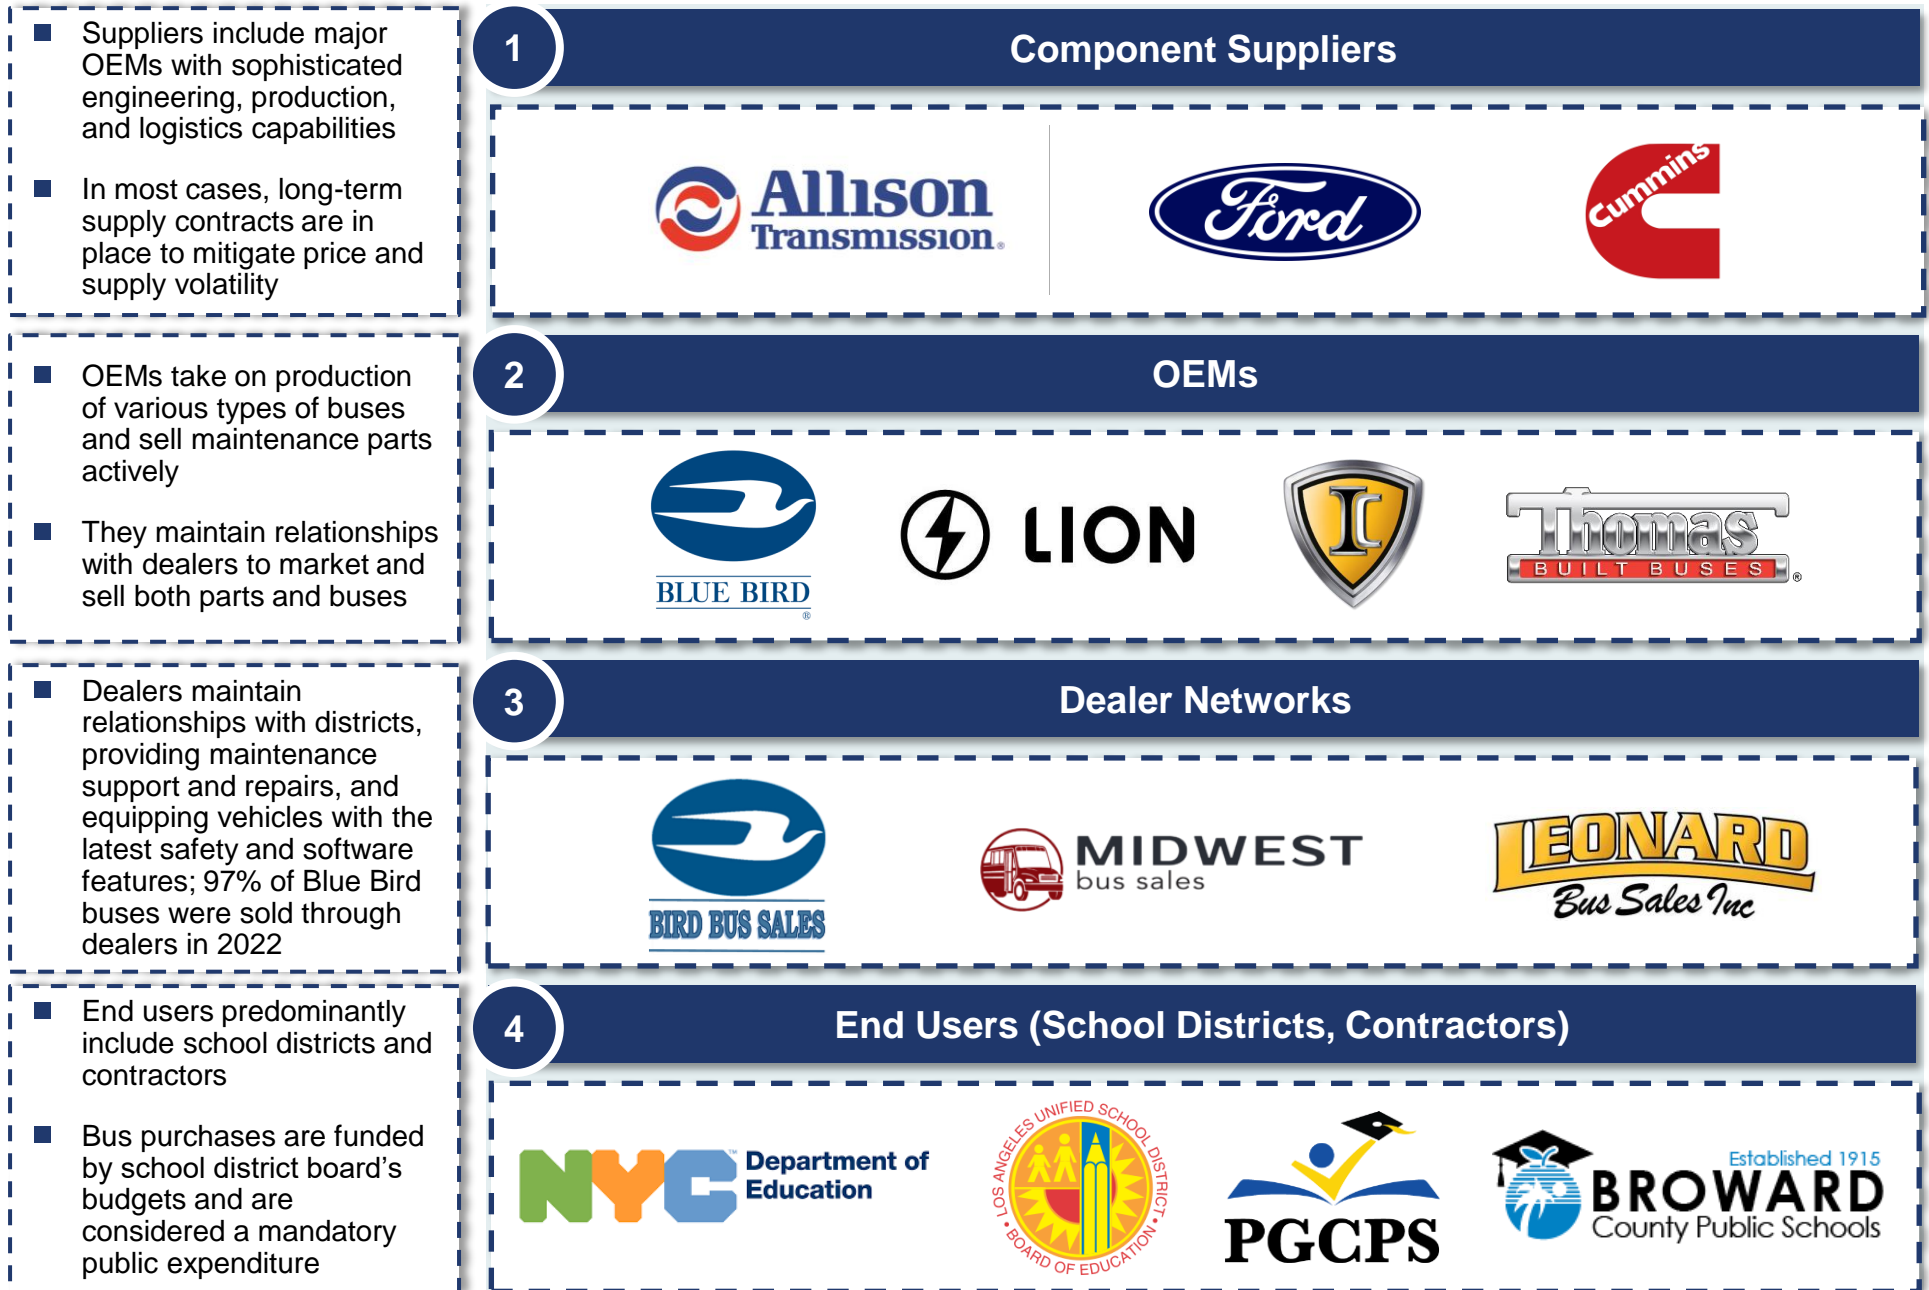 Suppliers include major
OEMs with sophisticated
engineering, production,
and logistics capabilities
In most cases, long-term
supply contracts are in
place to mitigate price and
supply volatility
1
Component Suppliers
Allison
Transmission®
Ford
Cummins
OEMs take on production
of various types of buses
and sell maintenance parts
actively
They maintain relationships
with dealers to market and
sell both parts and buses
2
OEMs
BLUE BIRD
®
LION
IC
Thomas
BUILT BUSES®
Dealers maintain
relationships with districts,
providing maintenance
support and repairs, and
equipping vehicles with the
latest safety and software
features; 97% of Blue Bird
buses were sold through
dealers in 2022
3
Dealer Networks
BIRD BUS SALES
MIDWEST
bus sales
LEONARD
Bus Sales Inc
End users predominantly
include school districts and
contractors
Bus purchases are funded
by school district board's
budgets and are
considered a mandatory
public expenditure
4
End Users (School Districts, Contractors)
NYC™
Department of
Education
LOS ANGELES UNIFIED SCHOOL DISTRICT •
BOARD OF EDUCATION •
PGCPS
Established 1915
BROWARD
County Public Schools